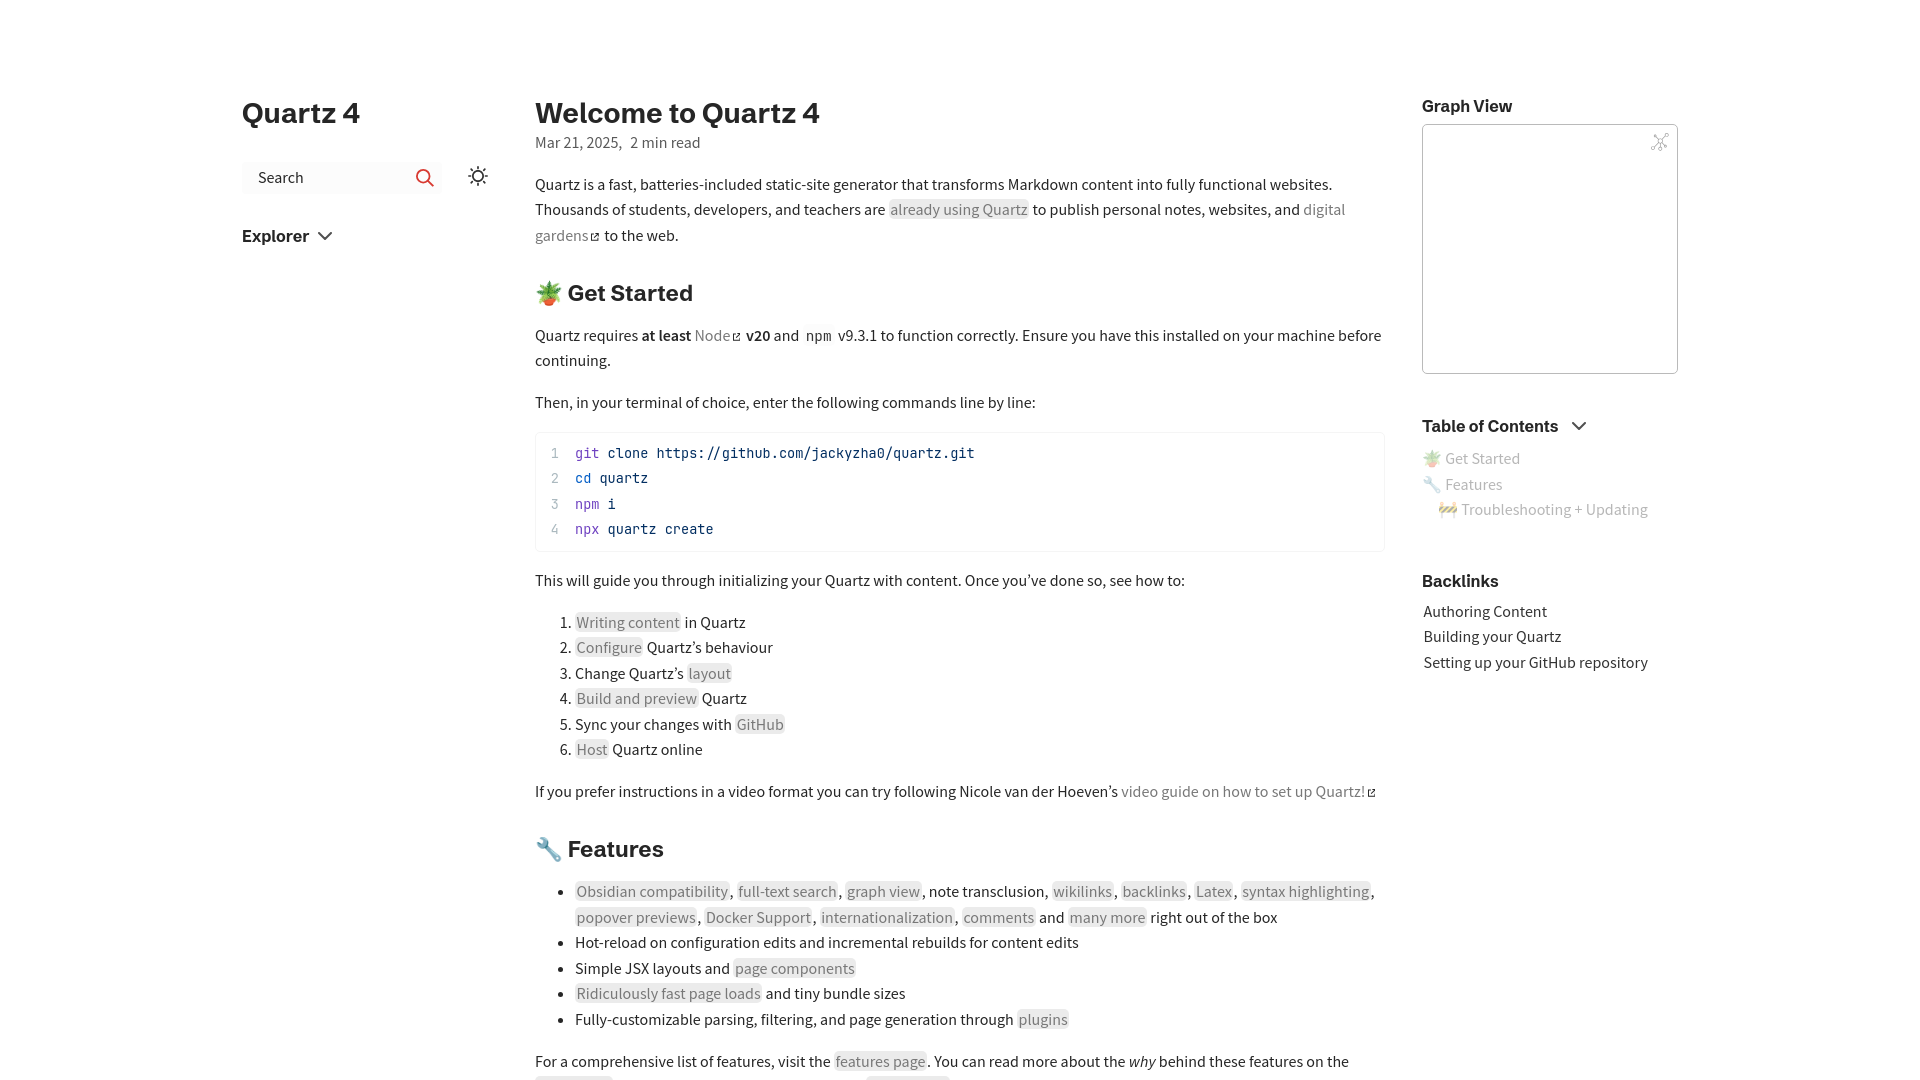 Quartz 4
Search
Explorer
Welcome to Quartz 4
Mar 21, 2025, 2 min read
Quartz is a fast, batteries-included static-site generator that transforms Markdown content into fully functional websites.
Thousands of students, developers, and teachers are already using Quartz to publish personal notes, websites, and digital
gardens to the web.
🪴 Get Started
Quartz requires at least Node v20 and npm v9.3.1 to function correctly. Ensure you have this installed on your machine before
continuing.
Then, in your terminal of choice, enter the following commands line by line:
1 git clone https://github.com/jackyzha0/quartz.git
2 cd quartz
3 npm i
4 npx quartz create
This will guide you through initializing your Quartz with content. Once you’ve done so, see how to:
1. Writing content in Quartz
2. Configure Quartz’s behaviour
3. Change Quartz’s layout
4. Build and preview Quartz
5. Sync your changes with GitHub
6. Host Quartz online
If you prefer instructions in a video format you can try following Nicole van der Hoeven’s video guide on how to set up Quartz!
🔧 Features
• Obsidian compatibility, full-text search, graph view, note transclusion, wikilinks, backlinks, Latex, syntax highlighting,
popover previews, Docker Support, internationalization, comments and many more right out of the box
• Hot-reload on configuration edits and incremental rebuilds for content edits
• Simple JSX layouts and page components
• Ridiculously fast page loads and tiny bundle sizes
• Fully-customizable parsing, filtering, and page generation through plugins
For a comprehensive list of features, visit the features page. You can read more about the why behind these features on the
Graph View
Table of Contents
🪴 Get Started
🔧 Features
🚧 Troubleshooting + Updating
Backlinks
Authoring Content
Building your Quartz
Setting up your GitHub repository